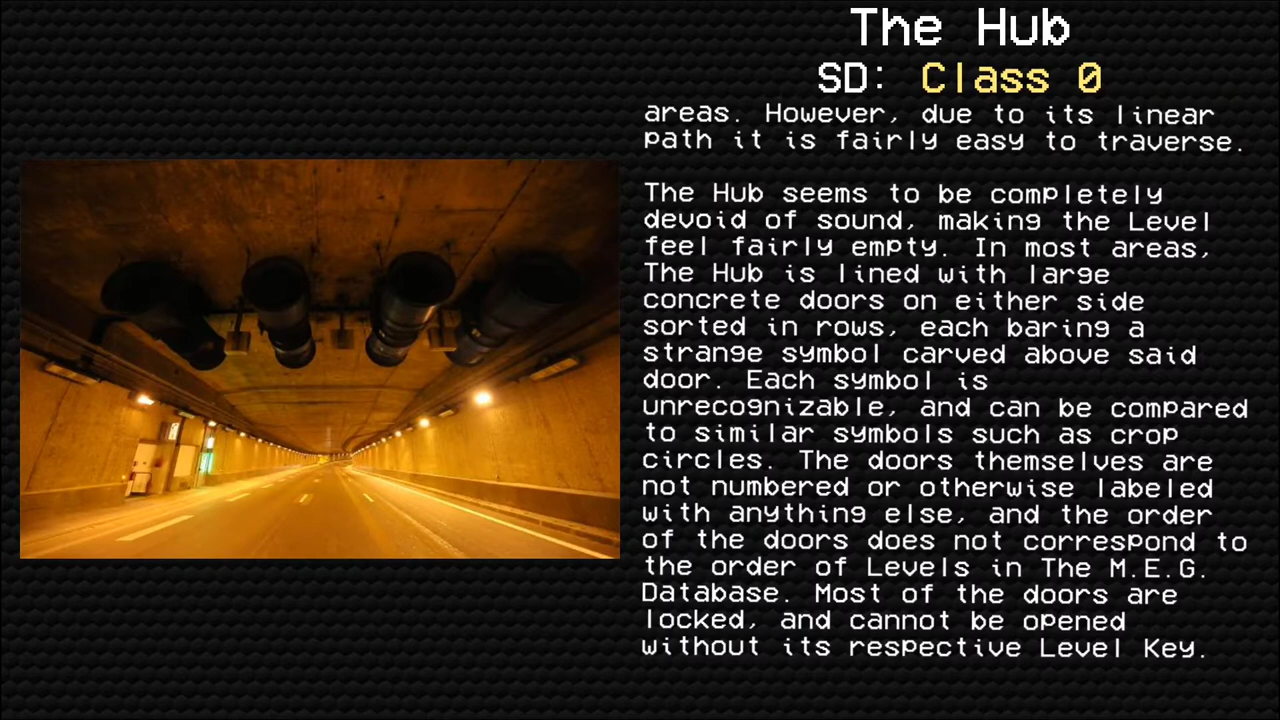 The Hub
SD: Class 0
areas. However, due to its linear
path it is fairly easy to traverse.
The Hub seems to be completely
devoid of sound, making the Level
feel fairly empty. In most areas,
The Hub is lined with large
concrete doors on either side
sorted in rows, each baring a
strange symbol carved above said
door. Each symbol is
unrecognizable, and can be compared
to similar symbols such as crop
circles. The doors themselves are
not numbered or otherwise labeled
with anything else, and the order
of the doors does not correspond to
the order of Levels in The M.E.G.
Database. Most of the doors are
locked, and cannot be opened
without its respective Level Key.